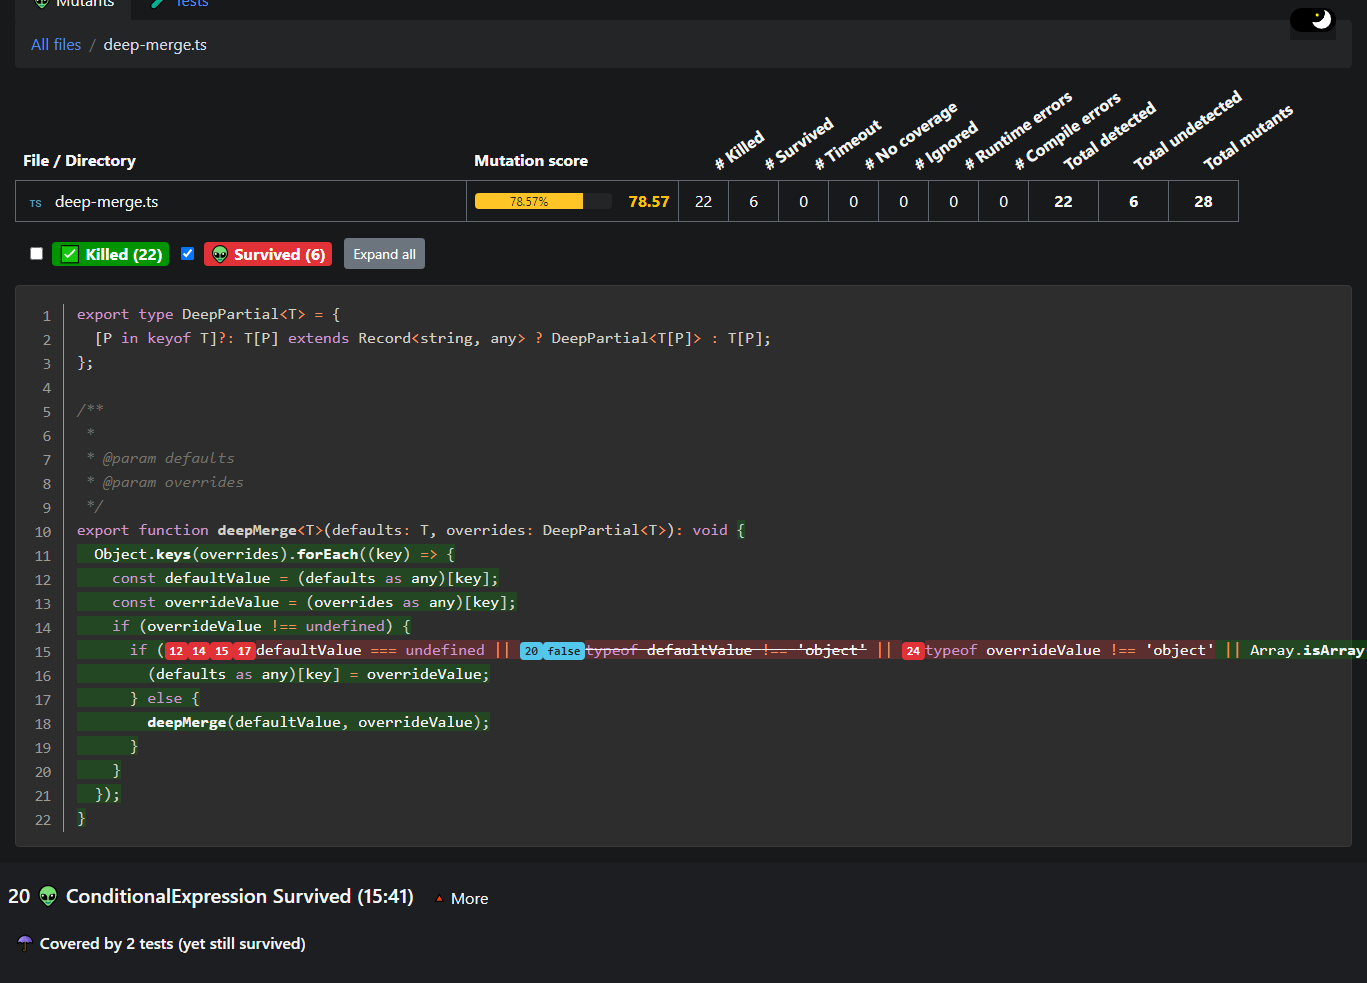 Mutants Tests
All files / deep-merge.ts
File / Directory Mutation score # Killed # Survived # Timeout # No coverage # Ignored # Runtime errors # Compile errors Total detected Total undetected Total mutants
TS deep-merge.ts 78.57% 78.57 22 6 0 0 0 0 0 22 6 28
Killed (22) Survived (6) Expand all
1 export type DeepPartial<T> = {
2 [P in keyof T]?: T[P] extends Record<string, any> ? DeepPartial<T[P]> : T[P];
3 };
4
5 /**
6 *
7 * @param defaults
8 * @param overrides
9 */
10 export function deepMerge<T>(defaults: T, overrides: DeepPartial<T>): void {
11 Object.keys(overrides).forEach((key) => {
12 const defaultValue = (defaults as any)[key];
13 const overrideValue = (overrides as any)[key];
14 if (overrideValue !== undefined) {
15 if (12 14 15 17 defaultValue === undefined || 20 false typeof defaultValue !== 'object' || 24 typeof overrideValue !== 'object' || Array.isArray
16 (defaults as any)[key] = overrideValue;
17 } else {
18 deepMerge(defaultValue, overrideValue);
19 }
20 }
21 });
22 }
20 ConditionalExpression Survived (15:41) More
Covered by 2 tests (yet still survived)